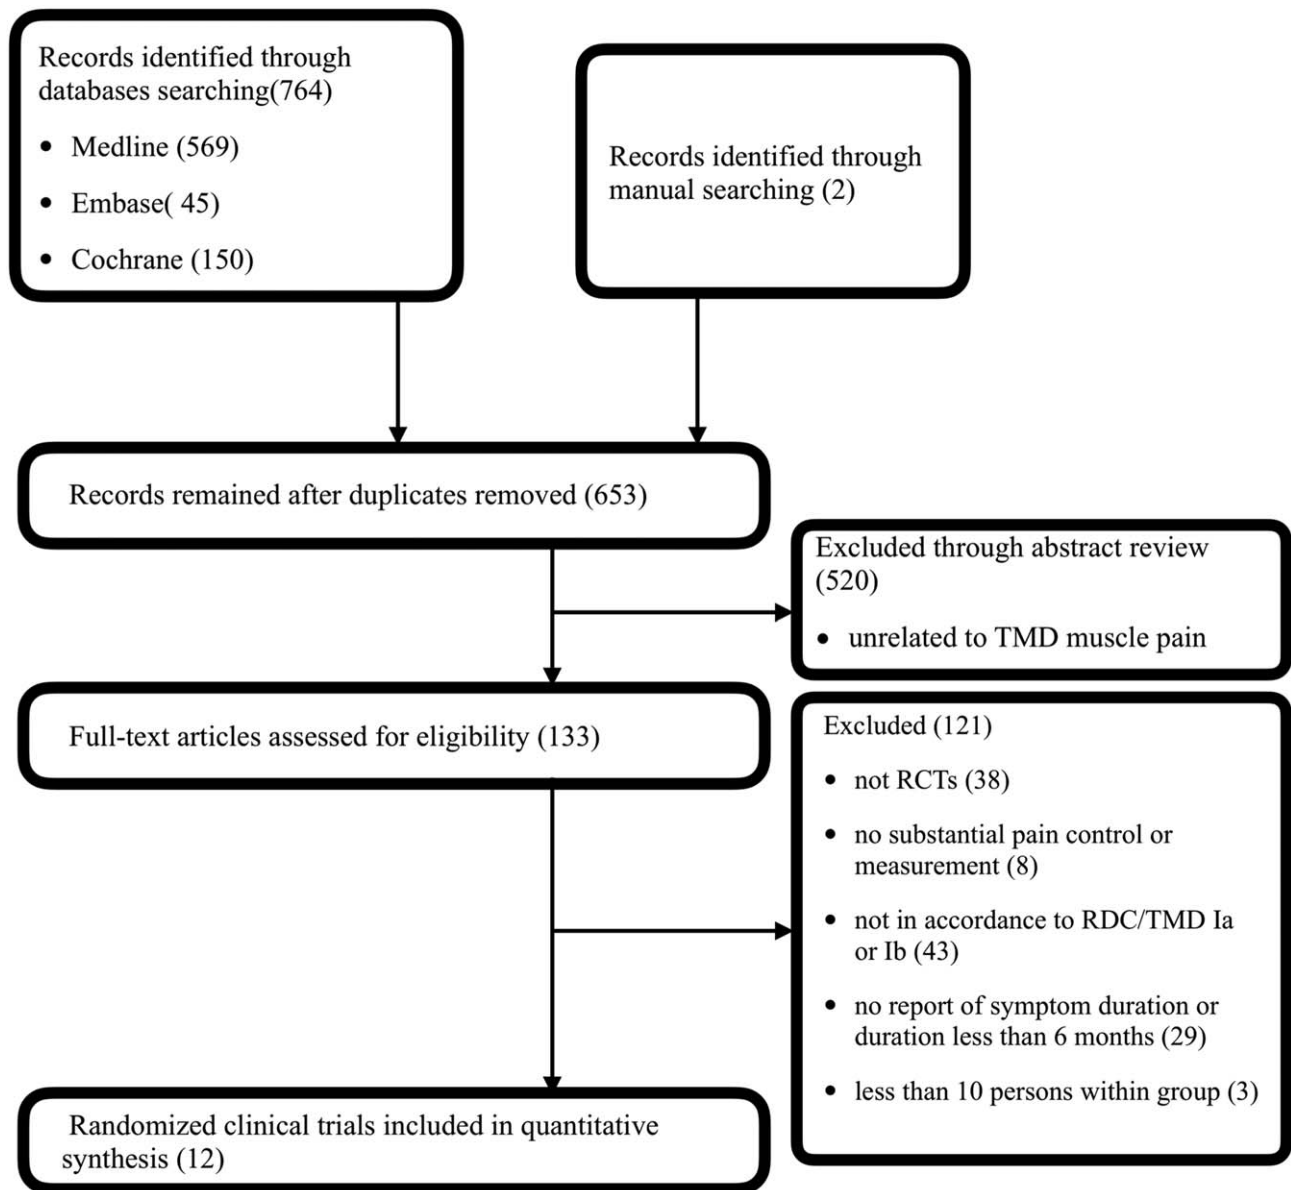 Records identified through
databases searching(764)
• Medline (569)
• Embase( 45)
• Cochrane (150)
Records identified through
manual searching (2)
Records remained after duplicates removed (653)
Excluded through abstract review
(520)
• unrelated to TMD muscle pain
Full-text articles assessed for eligibility (133)
Excluded (121)
• not RCTs (38)
• no substantial pain control or
measurement (8)
• not in accordance to RDC/TMD Ia
or Ib (43)
• no report of symptom duration or
duration less than 6 months (29)
• less than 10 persons within group (3)
Randomized clinical trials included in quantitative
synthesis (12)